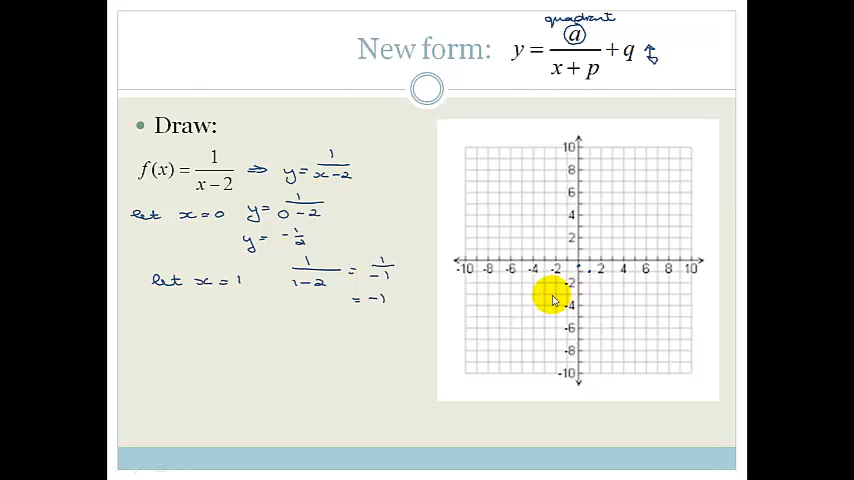 quadrant
New form: y = a / x + p + q
• Draw:
f(x) = 1 / x − 2 ⇒ y = 1 / x − 2
let x = 0 y = 1 / 0 − 2
y = − 1 / 2
let x = 1 1 / 1 − 2 = 1 / −1
= −1
10
8
6
4
2
-10 -8 -6 -4 -2 2 4 6 8 10
-2
-4
-6
-8
-10